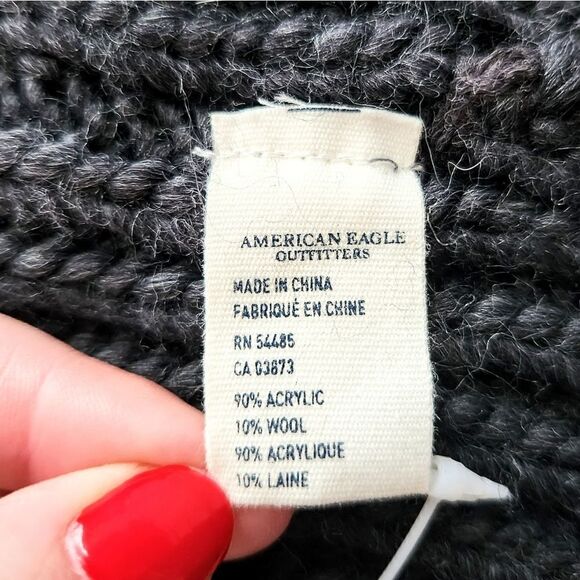 AMERICAN EAGLE
OUTFITTERS
MADE IN CHINA
FABRIQUÉ EN CHINE
RN 54485
CA 03673
90% ACRYLIC
10% WOOL
90% ACRYLIQUE
10% LAINE